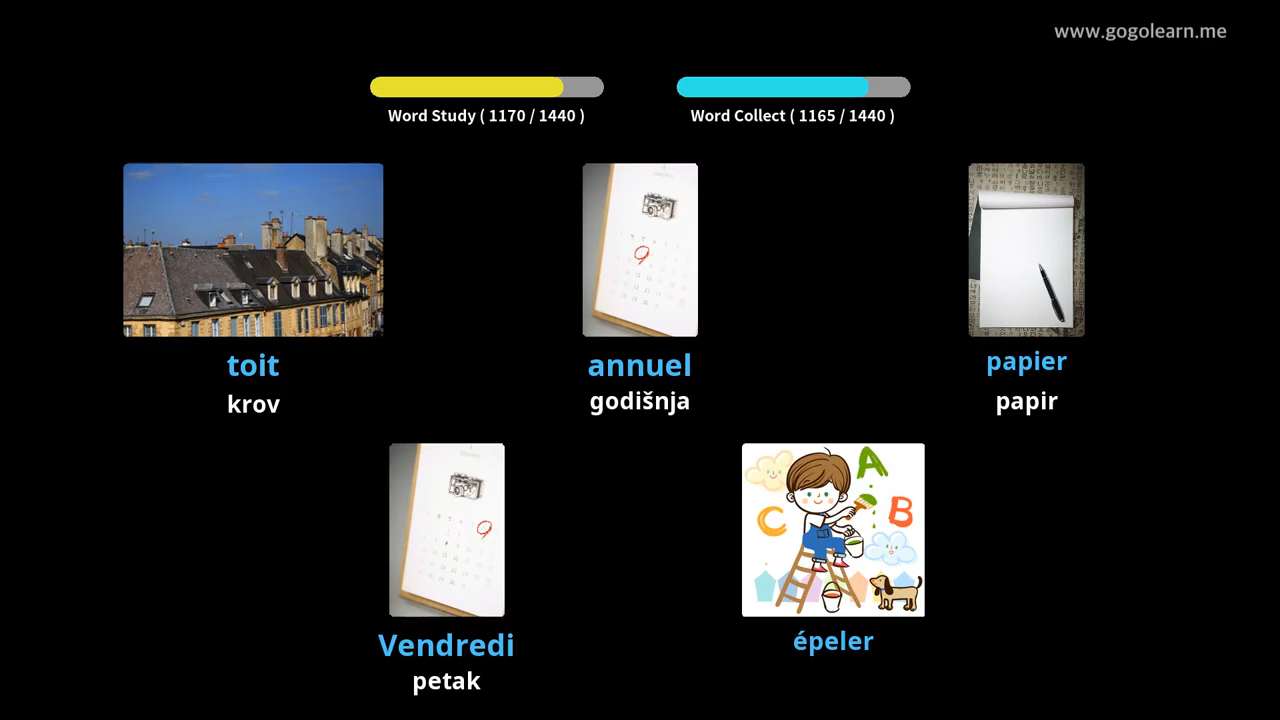 www.gogolearn.me
Word Study ( 1170 / 1440 )
Word Collect ( 1165 / 1440 )
toit
krov
annuel
godišnja
papier
papir
Vendredi
petak
A
B
C
épeler